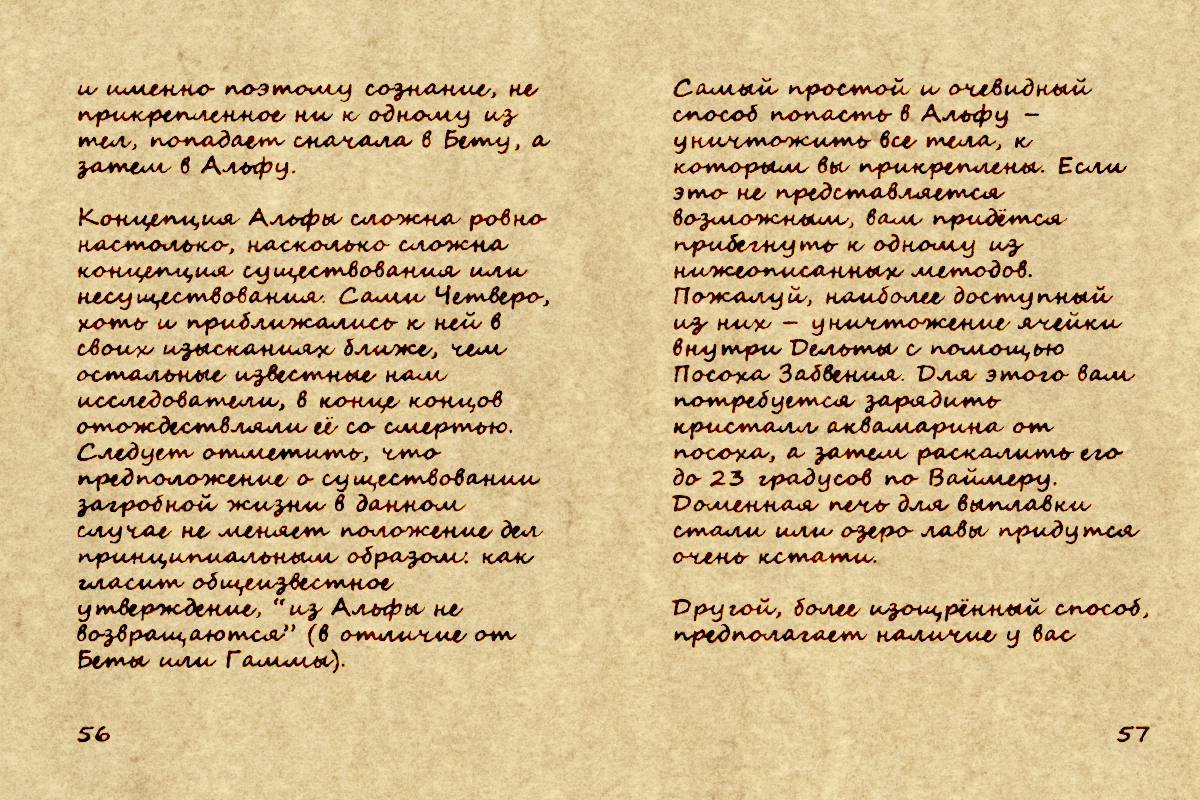 и именно поэтому сознание, не
прикрепленное ни к одному из
тел, попадает сначала в Бету, а
затем в Альфу.
Концепция Альфы сложна ровно
настолько, насколько сложна
концепция существования или
несуществования. Сами Четверо,
хоть и приближались к ней в
своих изысканиях ближе, чем
остальные известные нам
исследователи, в конце концов
отождествляли её со смертью.
Следует отметить, что
предположение о существовании
загробной жизни в данном
случае не меняет положение дел
принципиальным образом: как
гласит общеизвестное
утверждение, “из Альфы не
возвращаются” (в отличие от
Беты или Гаммы).
56
Самый простой и очевидный
способ попасть в Альфу –
уничтожить все тела, к
которым вы прикреплены. Если
это не представляется
возможным, вам придётся
прибегнуть к одному из
нижеописанных методов.
Пожалуй, наиболее доступный
из них – уничтожение ячейки
внутри Дельты с помощью
Посоха Забвения. Для этого вам
потребуется зарядить
кристалл аквамарина от
посоха, а затем раскалить его
до 23 градусов по Ваймеру.
Доменная печь для выплавки
стали или озеро лавы придутся
очень кстати.
Другой, более изощрённый способ,
предполагает наличие у вас
57